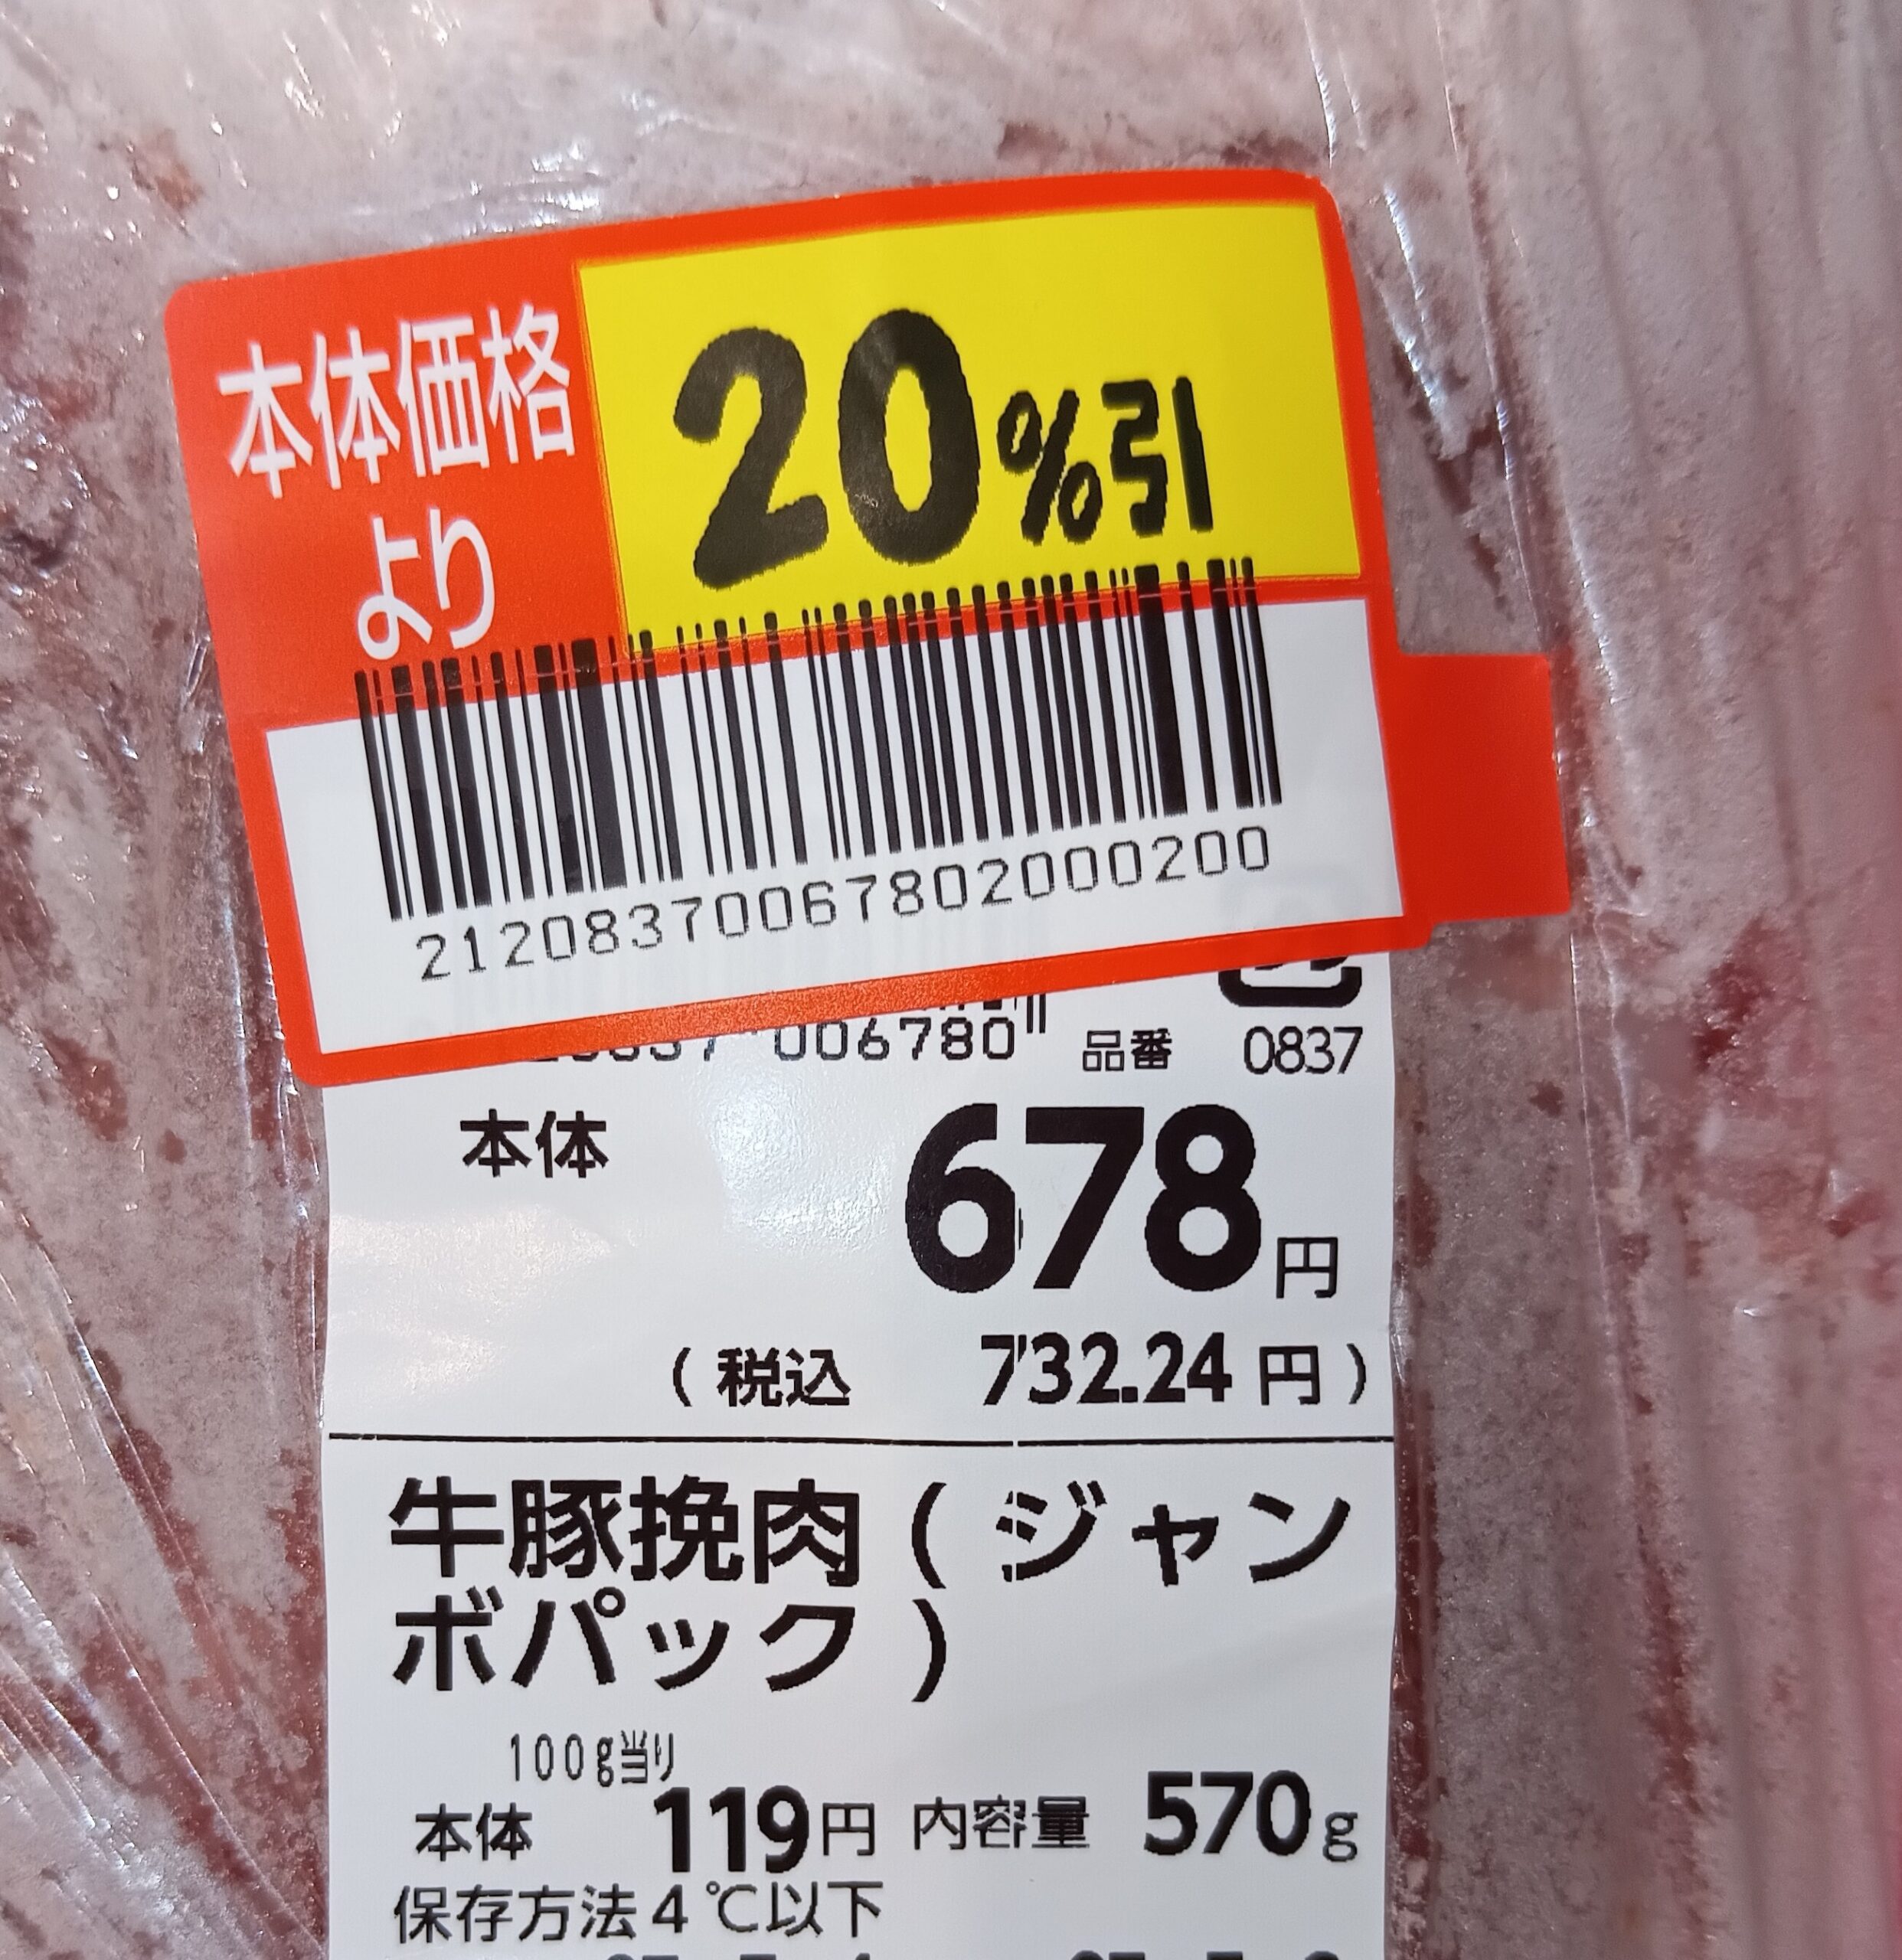 本体価格
より
20%引
21208370067802000200
006780
品番 0837
本体 678円
(税込 732.24円)
牛豚挽肉(ジャン
ボパック)
100g当り
本体 119円 内容量 570g
保存方法4℃以下